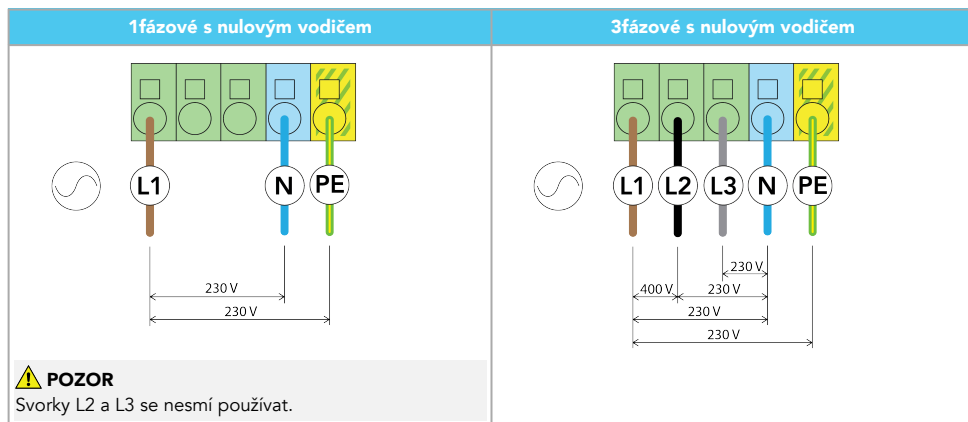 1fázové s nulovým vodičem
L1
N
PE
230 V
230 V
POZOR
Svorky L2 a L3 se nesmí používat.
3fázové s nulovým vodičem
L1
L2
L3
N
PE
230 V
400 V
230 V
230 V
230 V